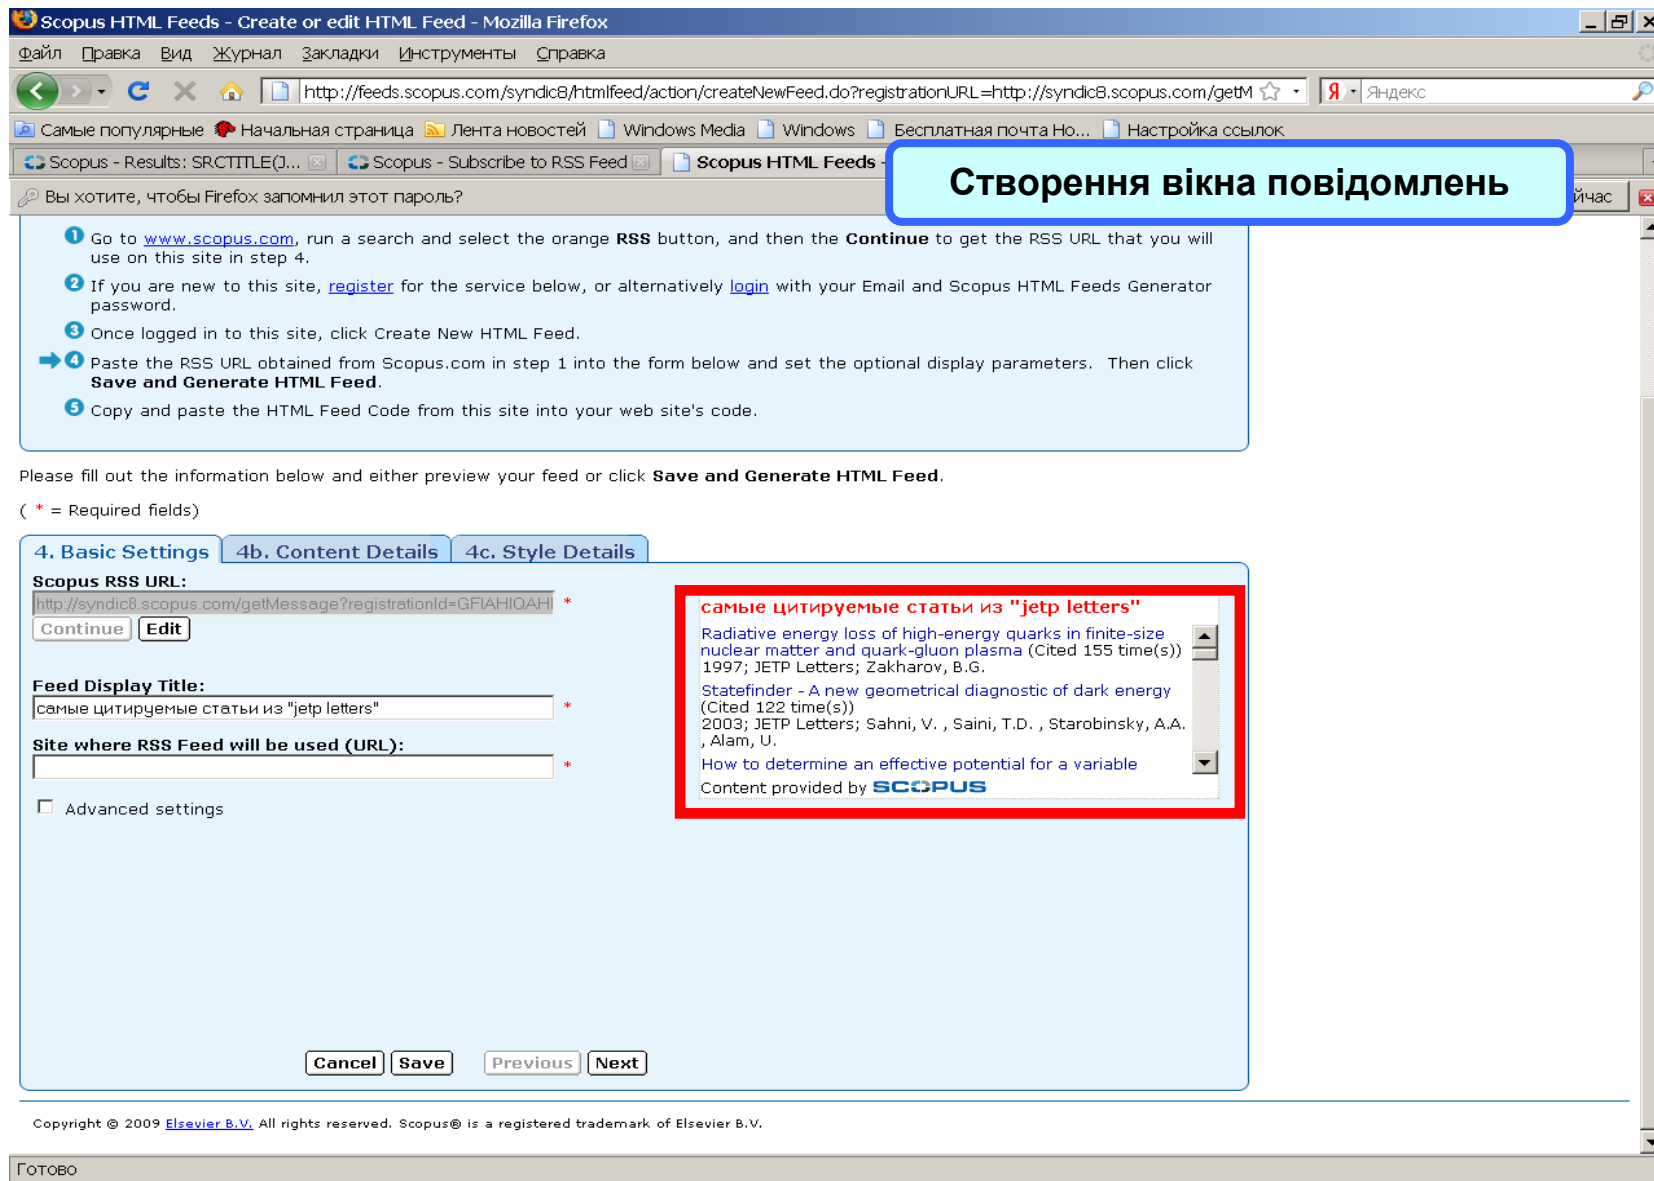 Scopus HTML Feeds - Create or edit HTML Feed - Mozilla Firefox
Файл Правка Вид Журнал Закладки Инструменты Справка
http://feeds.scopus.com/syndic8/htmlfeed/action/createNewFeed.do?registrationURL=http://syndic8.scopus.com/getM Яндекс
Самые популярные Начальная страница Лента новостей Windows Media Windows Бесплатная почта Ho... Настройка ссылок
Scopus - Results: SRCTITLE(J... Scopus - Subscribe to RSS Feed Scopus HTML Feeds -
Створення вікна повідомлень
Вы хотите, чтобы Firefox запомнил этот пароль? йчас
1 Go to www.scopus.com, run a search and select the orange RSS button, and then the Continue to get the RSS URL that you will
use on this site in step 4.
2 If you are new to this site, register for the service below, or alternatively login with your Email and Scopus HTML Feeds Generator
password.
3 Once logged in to this site, click Create New HTML Feed.
4 Paste the RSS URL obtained from Scopus.com in step 1 into the form below and set the optional display parameters. Then click
Save and Generate HTML Feed.
5 Copy and paste the HTML Feed Code from this site into your web site's code.
Please fill out the information below and either preview your feed or click Save and Generate HTML Feed.
( * = Required fields)
4. Basic Settings 4b. Content Details 4c. Style Details
Scopus RSS URL:
http://syndic8.scopus.com/getMessage?registrationId=GFIAHIQAHI *
Continue Edit
Feed Display Title:
самые цитируемые статьи из "jetp letters" *
Site where RSS Feed will be used (URL):
*
Advanced settings
самые цитируемые статьи из "jetp letters"
Radiative energy loss of high-energy quarks in finite-size
nuclear matter and quark-gluon plasma (Cited 155 time(s))
1997; JETP Letters; Zakharov, B.G.
Statefinder - A new geometrical diagnostic of dark energy
(Cited 122 time(s))
2003; JETP Letters; Sahni, V. , Saini, T.D. , Starobinsky, A.A.
, Alam, U.
How to determine an effective potential for a variable
Content provided by SCOPUS
Cancel Save Previous Next
Copyright © 2009 Elsevier B.V. All rights reserved. Scopus® is a registered trademark of Elsevier B.V.
Готово